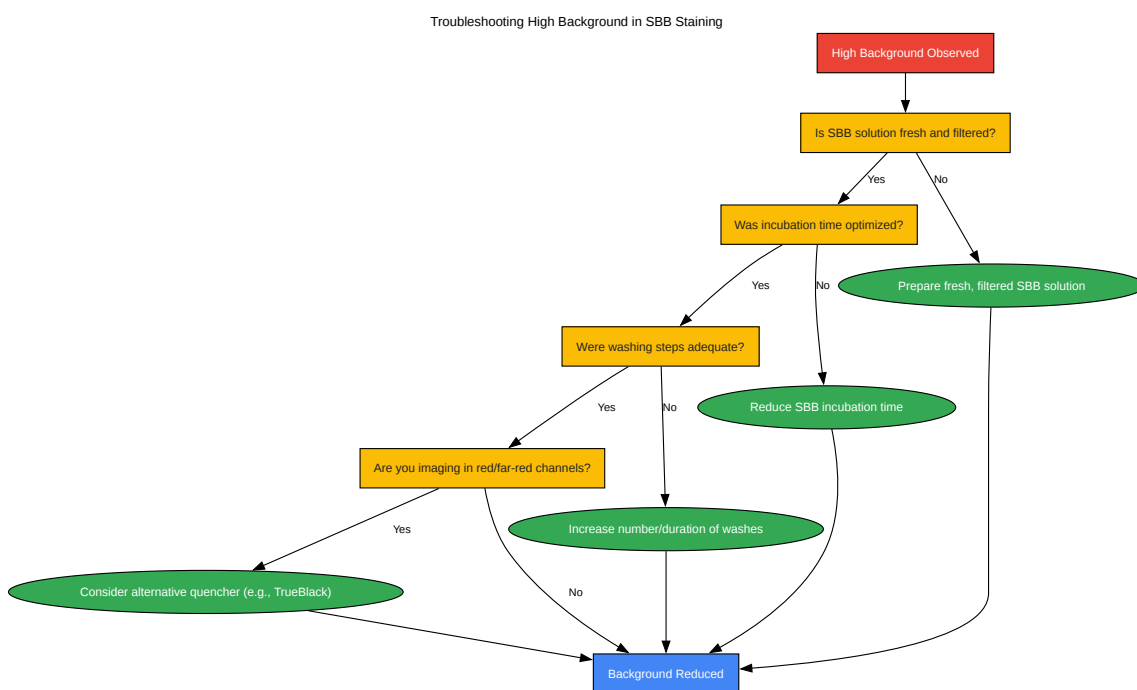 Troubleshooting High Background in SBB Staining
High Background Observed
Is SBB solution fresh and filtered?
Yes
No
Was incubation time optimized?
Yes
No
Prepare fresh, filtered SBB solution
Were washing steps adequate?
Yes
No
Reduce SBB incubation time
Are you imaging in red/far-red channels?
Yes
Increase number/duration of washes
Consider alternative quencher (e.g., TrueBlack)
No
Background Reduced